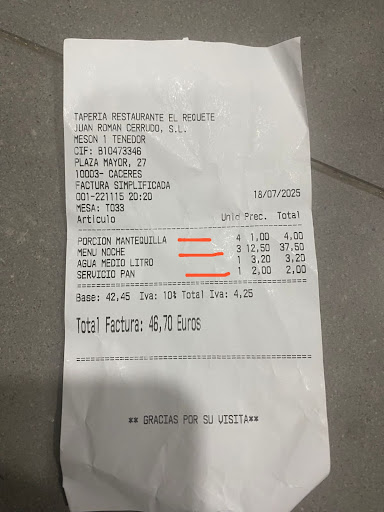 TAPERIA RESTAURANTE EL REQUETE
JUAN ROMAN CERRUDO, S.L.
MESON 1 TENEDOR
CIF: B10473346
PLAZA MAYOR, 27
10003- CACERES
FACTURA SIMPLIFICADA
001-221115 20:20 18/07/2025
MESA: T033
Artículo Unid Prec. Total
PORCION MANTEQUILLA 4 1,00 4,00
MENU NOCHE 3 12,50 37,50
AGUA MEDIO LITRO 1 3,20 3,20
SERVICIO PAN 1 2,00 2,00
Base: 42,45 Iva: 10% Total Iva: 4,25
Total Factura: 46,70 Euros
** GRACIAS POR SU VISITA**